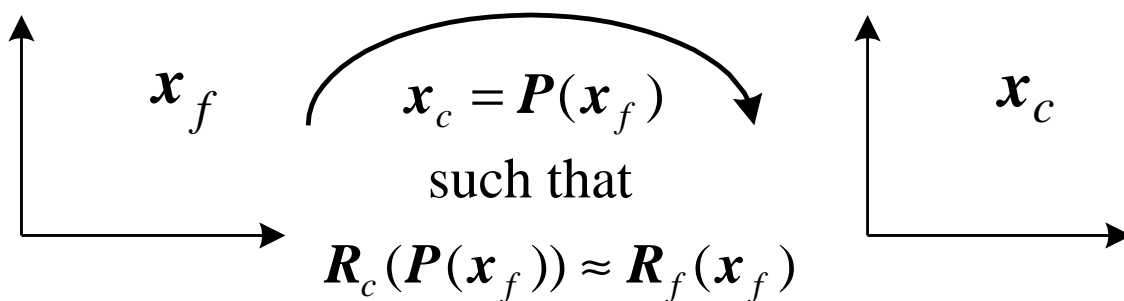 x_f
x_c = P(x_f)
x_c
such that
R_c(P(x_f)) ≈ R_f(x_f)